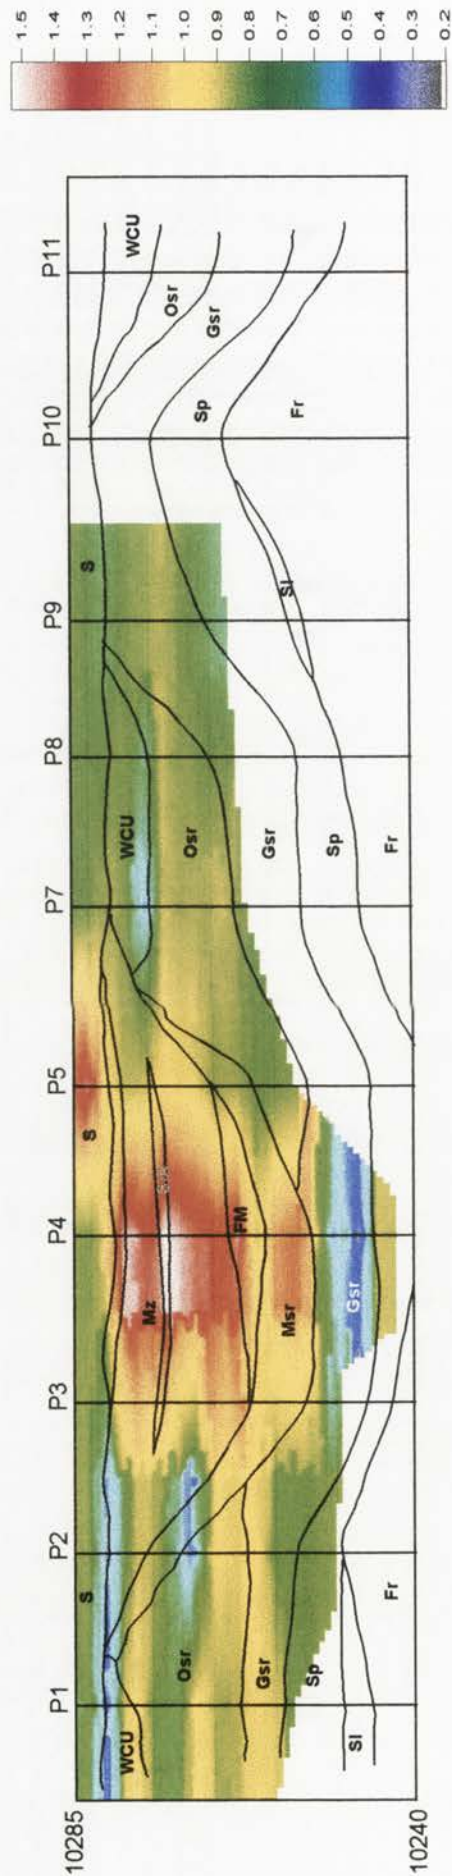 1.5 1.4 1.3 1.2 1.1 1.0 0.9 0.8 0.7 0.6 0.5 0.4 0.3 0.2
P1 P2 P3 P4 P5 P7 P8 P9 P10 P11
10285
S S S
WCU WCU WCU
Mz
Osr Osr Osr
FM
Msr
Gsr Gsr Gsr Gsr
Sp Sp Sp
Sl Sl
Fr Fr Fr
10240